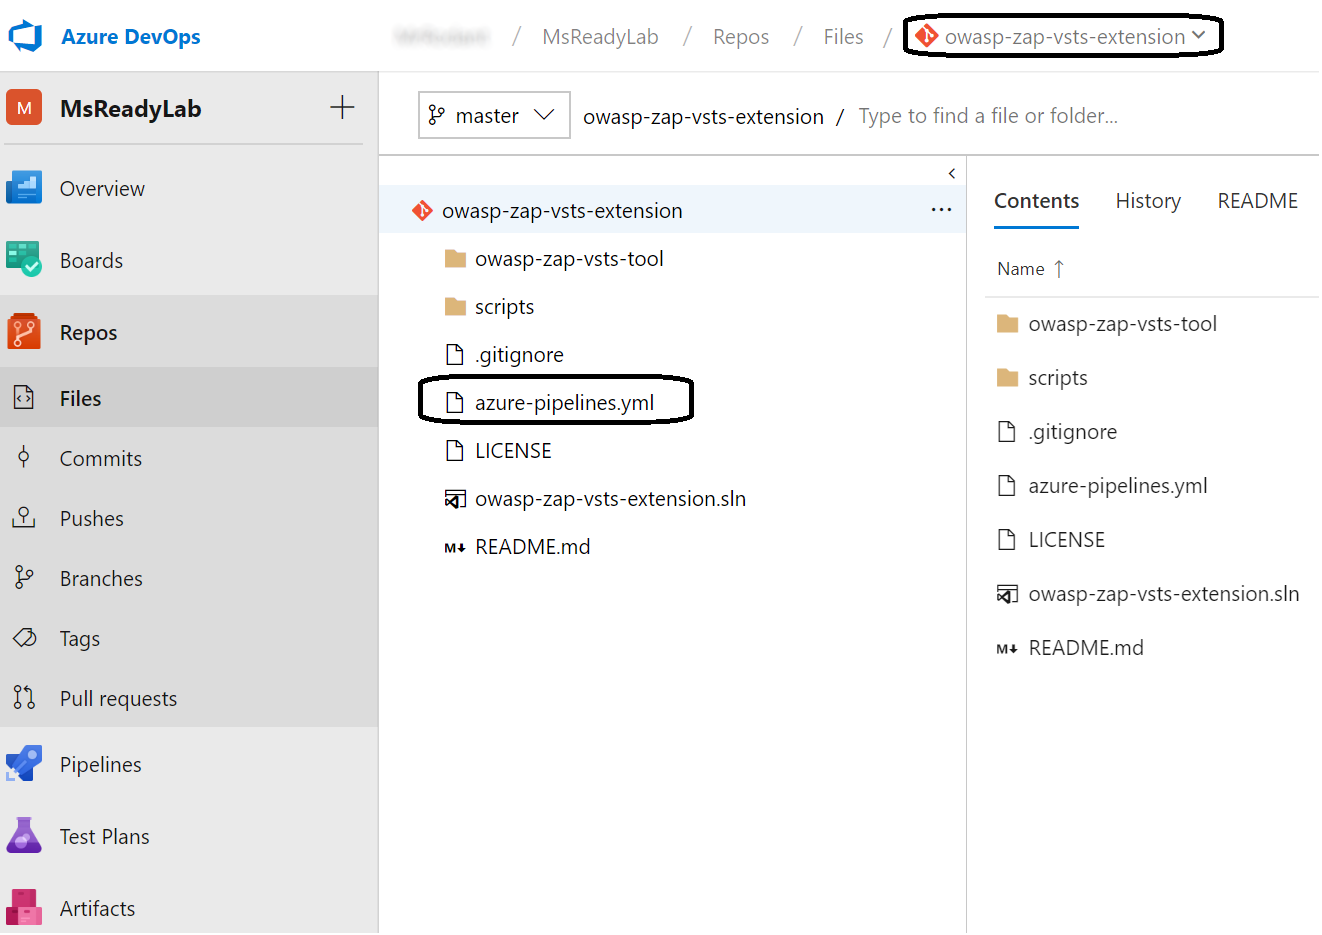 Azure DevOps
/ MsReadyLab / Repos / Files / owasp-zap-vsts-extension
M MsReadyLab +
Overview
Boards
Repos
Files
Commits
Pushes
Branches
Tags
Pull requests
Pipelines
Test Plans
Artifacts
master owasp-zap-vsts-extension / Type to find a file or folder...
owasp-zap-vsts-extension ...
owasp-zap-vsts-tool
scripts
.gitignore
azure-pipelines.yml
LICENSE
owasp-zap-vsts-extension.sln
M↓ README.md
Contents History README
Name ↑
owasp-zap-vsts-tool
scripts
.gitignore
azure-pipelines.yml
LICENSE
owasp-zap-vsts-extension.sln
M↓ README.md